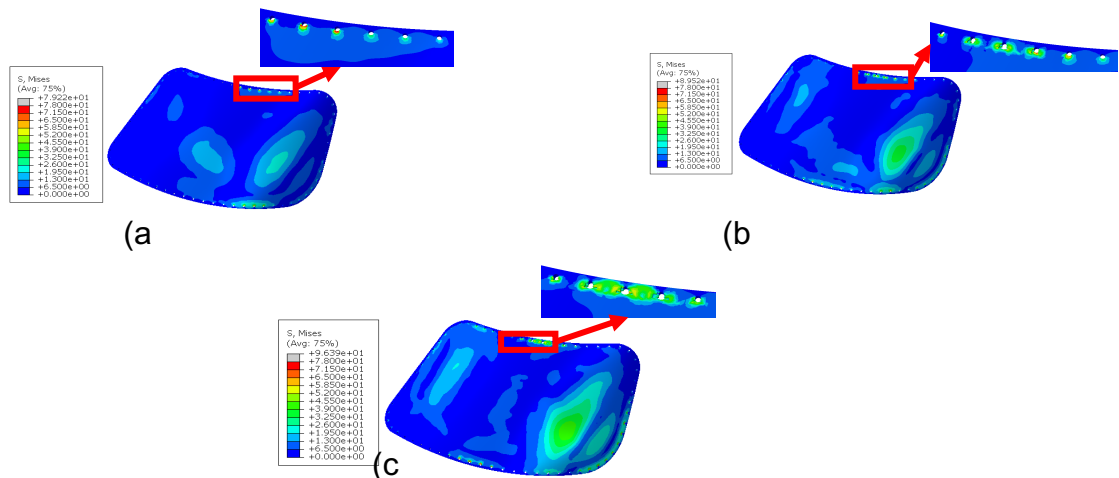 S, Mises
(Avg: 75%)
+7.922e+01
+7.800e+01
+7.150e+01
+6.500e+01
+5.850e+01
+5.200e+01
+4.550e+01
+3.900e+01
+3.250e+01
+2.600e+01
+1.950e+01
+1.300e+01
+6.500e+00
+0.000e+00
(a
S, Mises
(Avg: 75%)
+8.952e+01
+7.800e+01
+7.150e+01
+6.500e+01
+5.850e+01
+5.200e+01
+4.550e+01
+3.900e+01
+3.250e+01
+2.600e+01
+1.950e+01
+1.300e+01
+6.500e+00
+0.000e+00
(b
S, Mises
(Avg: 75%)
+9.639e+01
+7.800e+01
+7.150e+01
+6.500e+01
+5.850e+01
+5.200e+01
+4.550e+01
+3.900e+01
+3.250e+01
+2.600e+01
+1.950e+01
+1.300e+01
+6.500e+00
+0.000e+00
(c